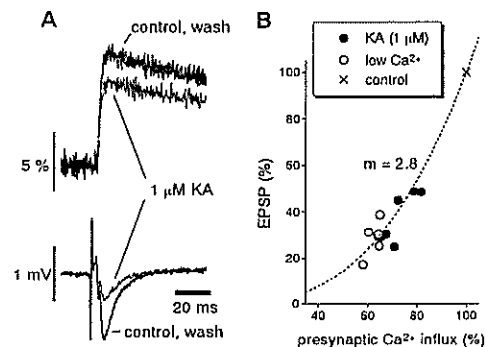 A
control, wash
5 %
1 μM KA
1 mV
20 ms
control, wash
B
KA (1 μM)
low Ca²⁺
control
100
80
60
40
20
0
EPSP (%)
m = 2.8
40
60
80
100
presynaptic Ca²⁺ influx (%)